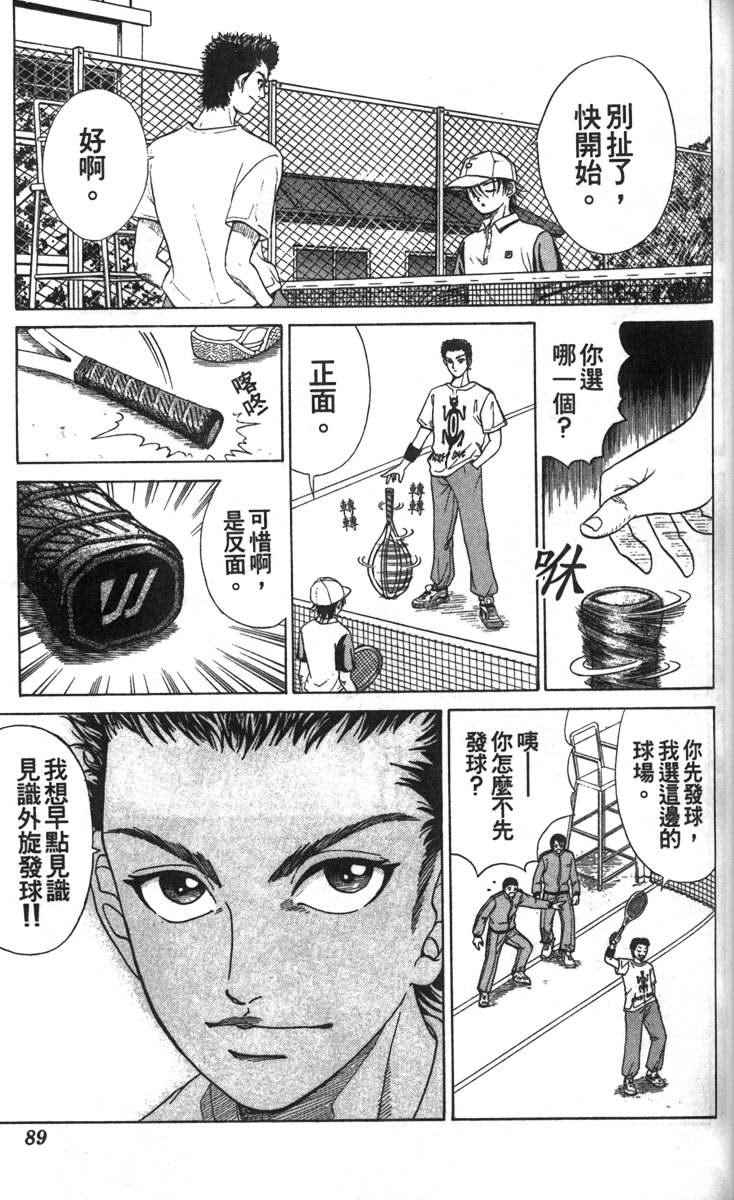 別扯了，
快開始。
好啊。
你選
哪一個？
咻
正面。
轉轉
轉轉
喀咚
可惜啊，
是反面。
你先發球，
我選這邊的
球場。
咦——
你怎麼不先
發球？
我想早點見識
見識外旋發球!!
89